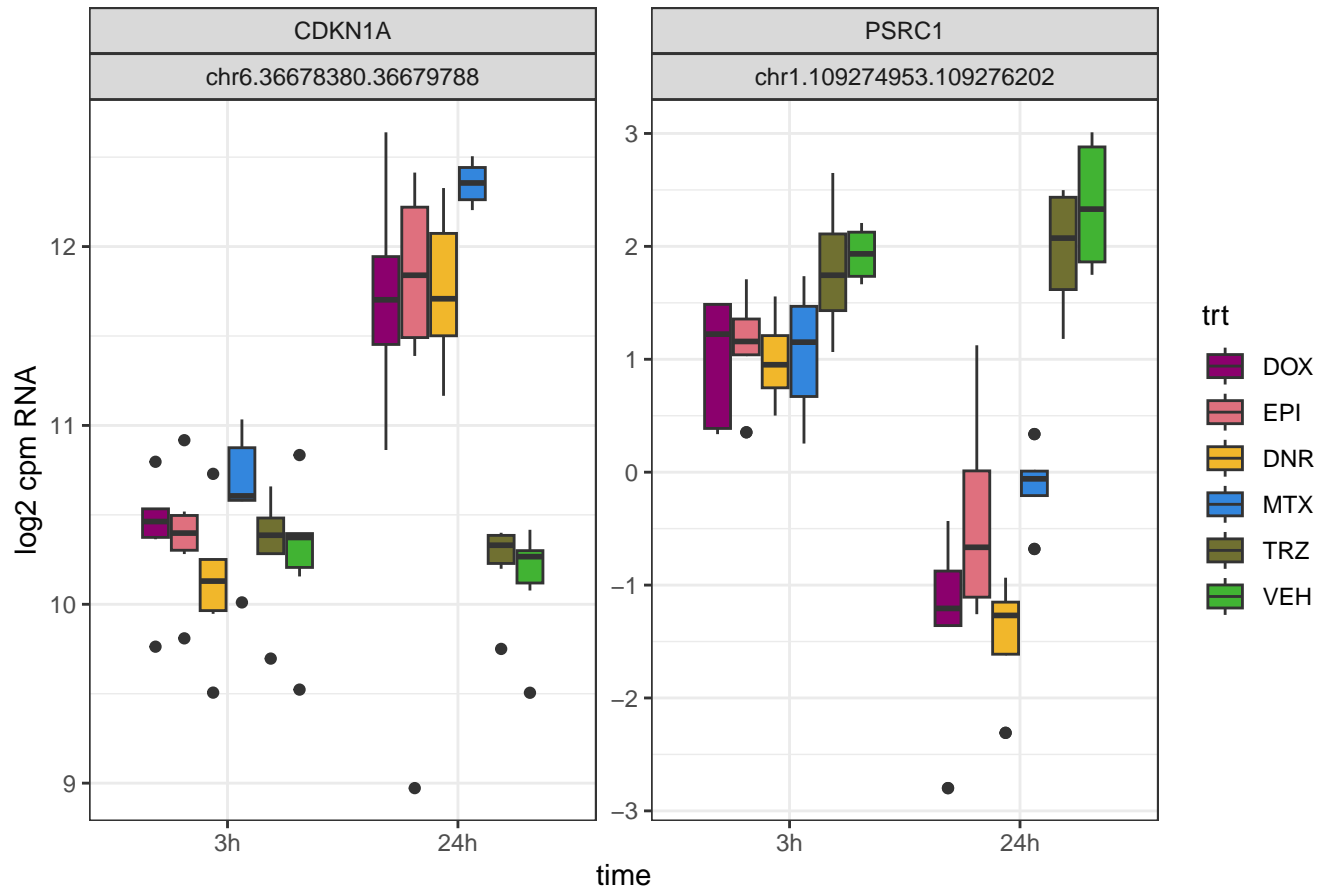 CDKN1A
PSRC1
chr6.36678380.36679788
chr1.109274953.109276202
log2 cpm RNA
12
11
10
9
3
2
1
0
−1
−2
−3
3h
24h
3h
24h
time
trt
DOX
EPI
DNR
MTX
TRZ
VEH